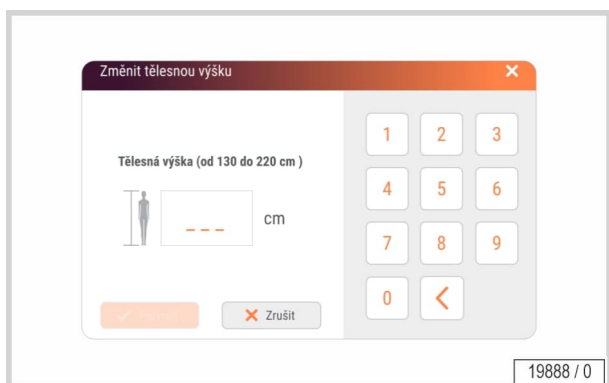 Změnit tělesnou výšku
Tělesná výška (od 130 do 220 cm )
_ _ _ cm
Zrušit
1 2 3
4 5 6
7 8 9
0
19888 / 0